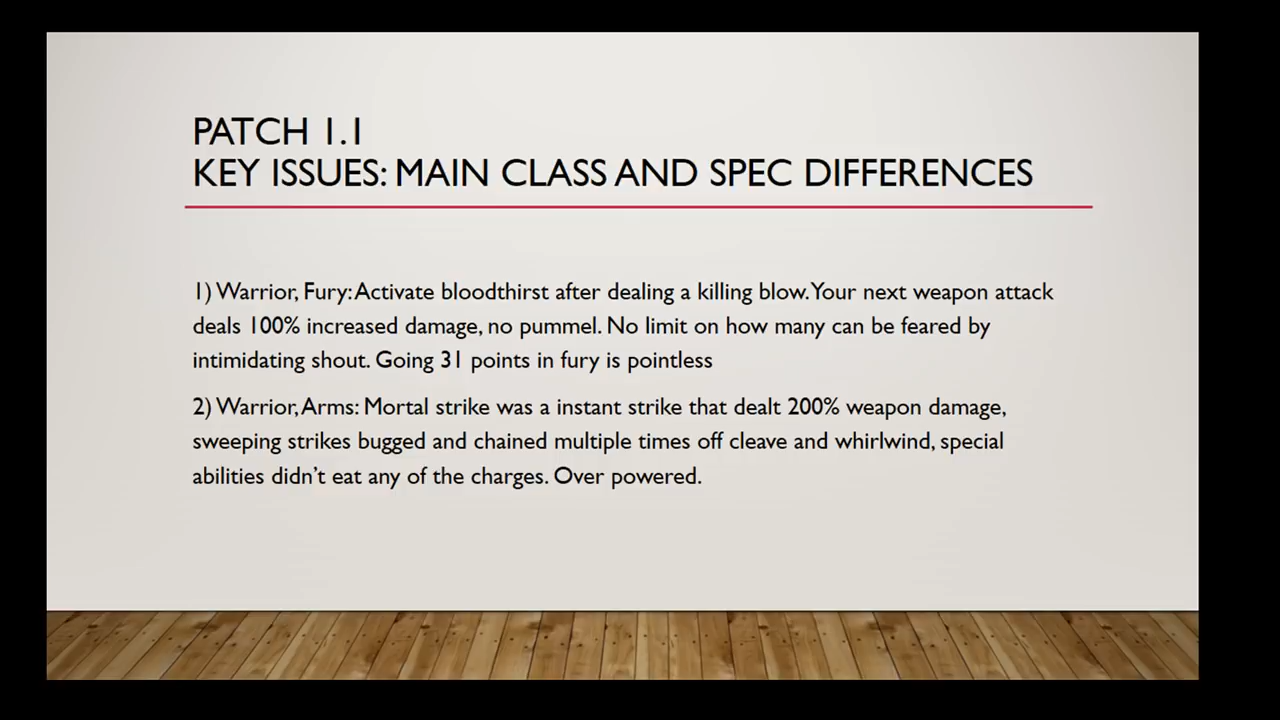 PATCH 1.1
KEY ISSUES: MAIN CLASS AND SPEC DIFFERENCES
1) Warrior, Fury: Activate bloodthirst after dealing a killing blow. Your next weapon attack
deals 100% increased damage, no pummel. No limit on how many can be feared by
intimidating shout. Going 31 points in fury is pointless
2) Warrior, Arms: Mortal strike was a instant strike that dealt 200% weapon damage,
sweeping strikes bugged and chained multiple times off cleave and whirlwind, special
abilities didn’t eat any of the charges. Over powered.